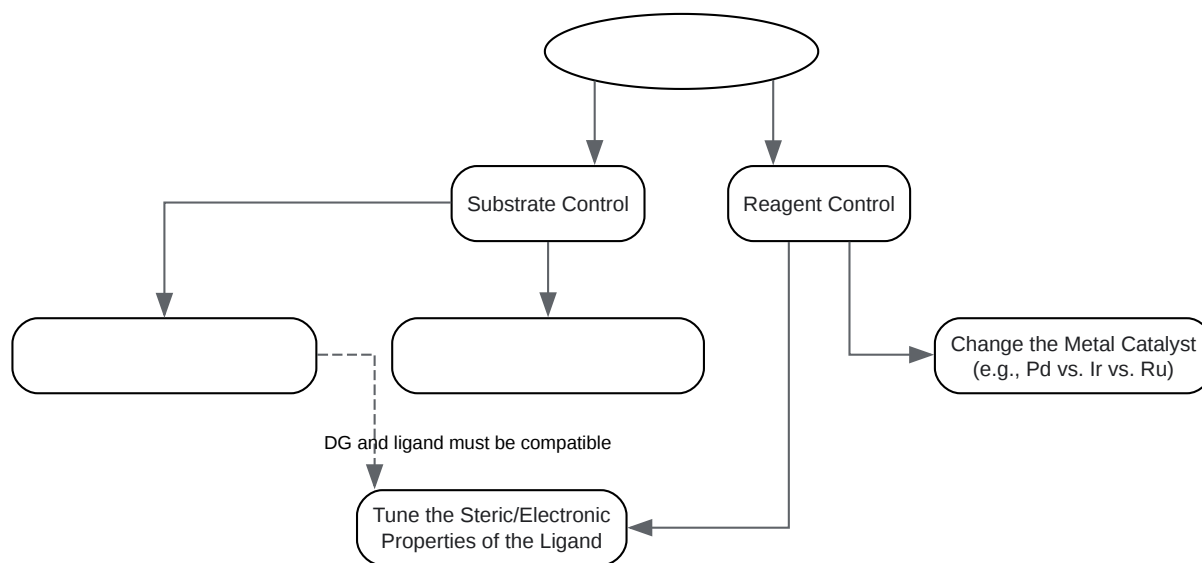 Substrate Control
Reagent Control
Change the Metal Catalyst
(e.g., Pd vs. Ir vs. Ru)
DG and ligand must be compatible
Tune the Steric/Electronic
Properties of the Ligand